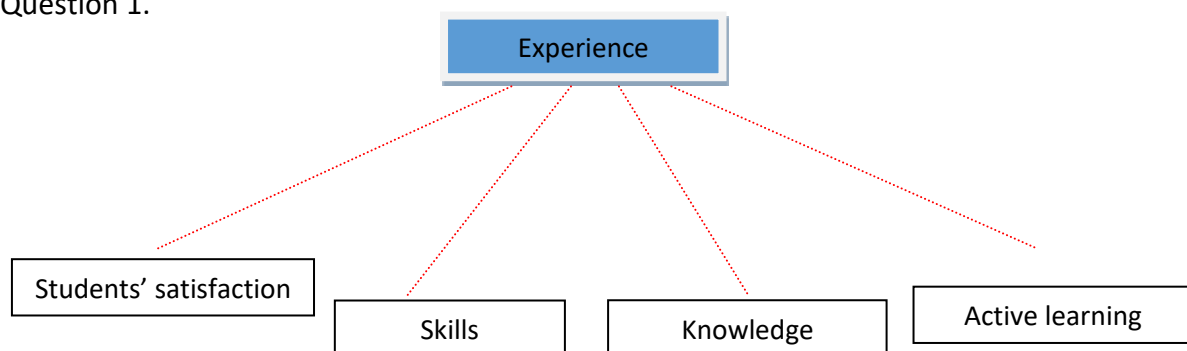 Question 1.
Experience
Students’ satisfaction
Skills
Knowledge
Active learning